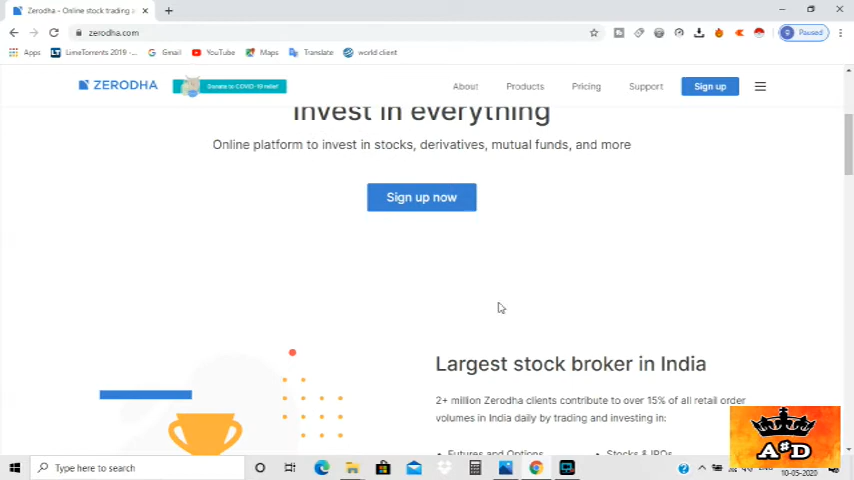 Zerodha - Online stock trading
zerodha.com
Paused
Apps
LimeTorrents 2019 -...
Gmail
YouTube
Maps
Translate
world client
ZERODHA
Donate to COVID-19 relief
About
Products
Pricing
Support
Sign up
Invest in everything
Online platform to invest in stocks, derivatives, mutual funds, and more
Sign up now
Largest stock broker in India
2+ million Zerodha clients contribute to over 15% of all retail order
volumes in India daily by trading and investing in:
Futures and Options
Stocks & IPOs
A#D
Type here to search
10-05-2020